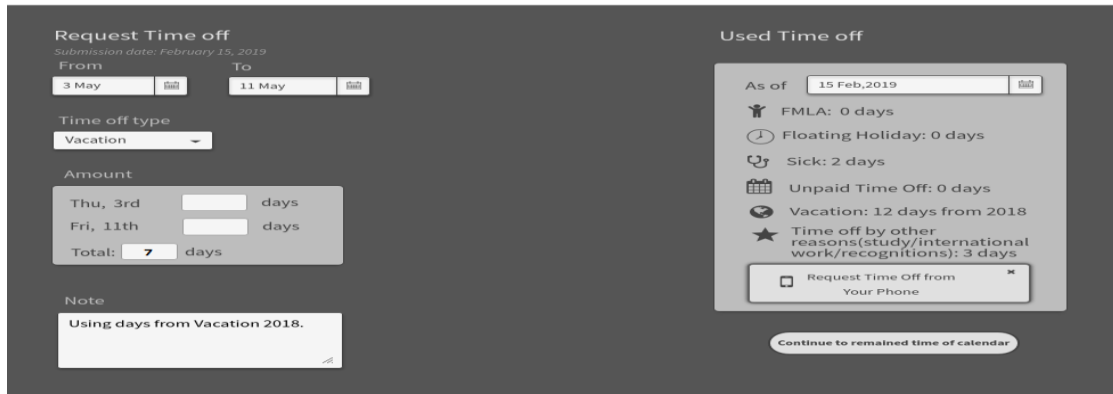 Request Time off
Submission date: February 15, 2019
From To
3 May 11 May
Time off type
Vacation
Amount
Thu, 3rd days
Fri, 11th days
Total: 7 days
Note
Using days from Vacation 2018.
Used Time off
As of 15 Feb,2019
FMLA: 0 days
Floating Holiday: 0 days
Sick: 2 days
Unpaid Time Off: 0 days
Vacation: 12 days from 2018
Time off by other
reasons(study/international
work/recognitions): 3 days
Request Time Off from
Your Phone
Continue to remained time of calendar